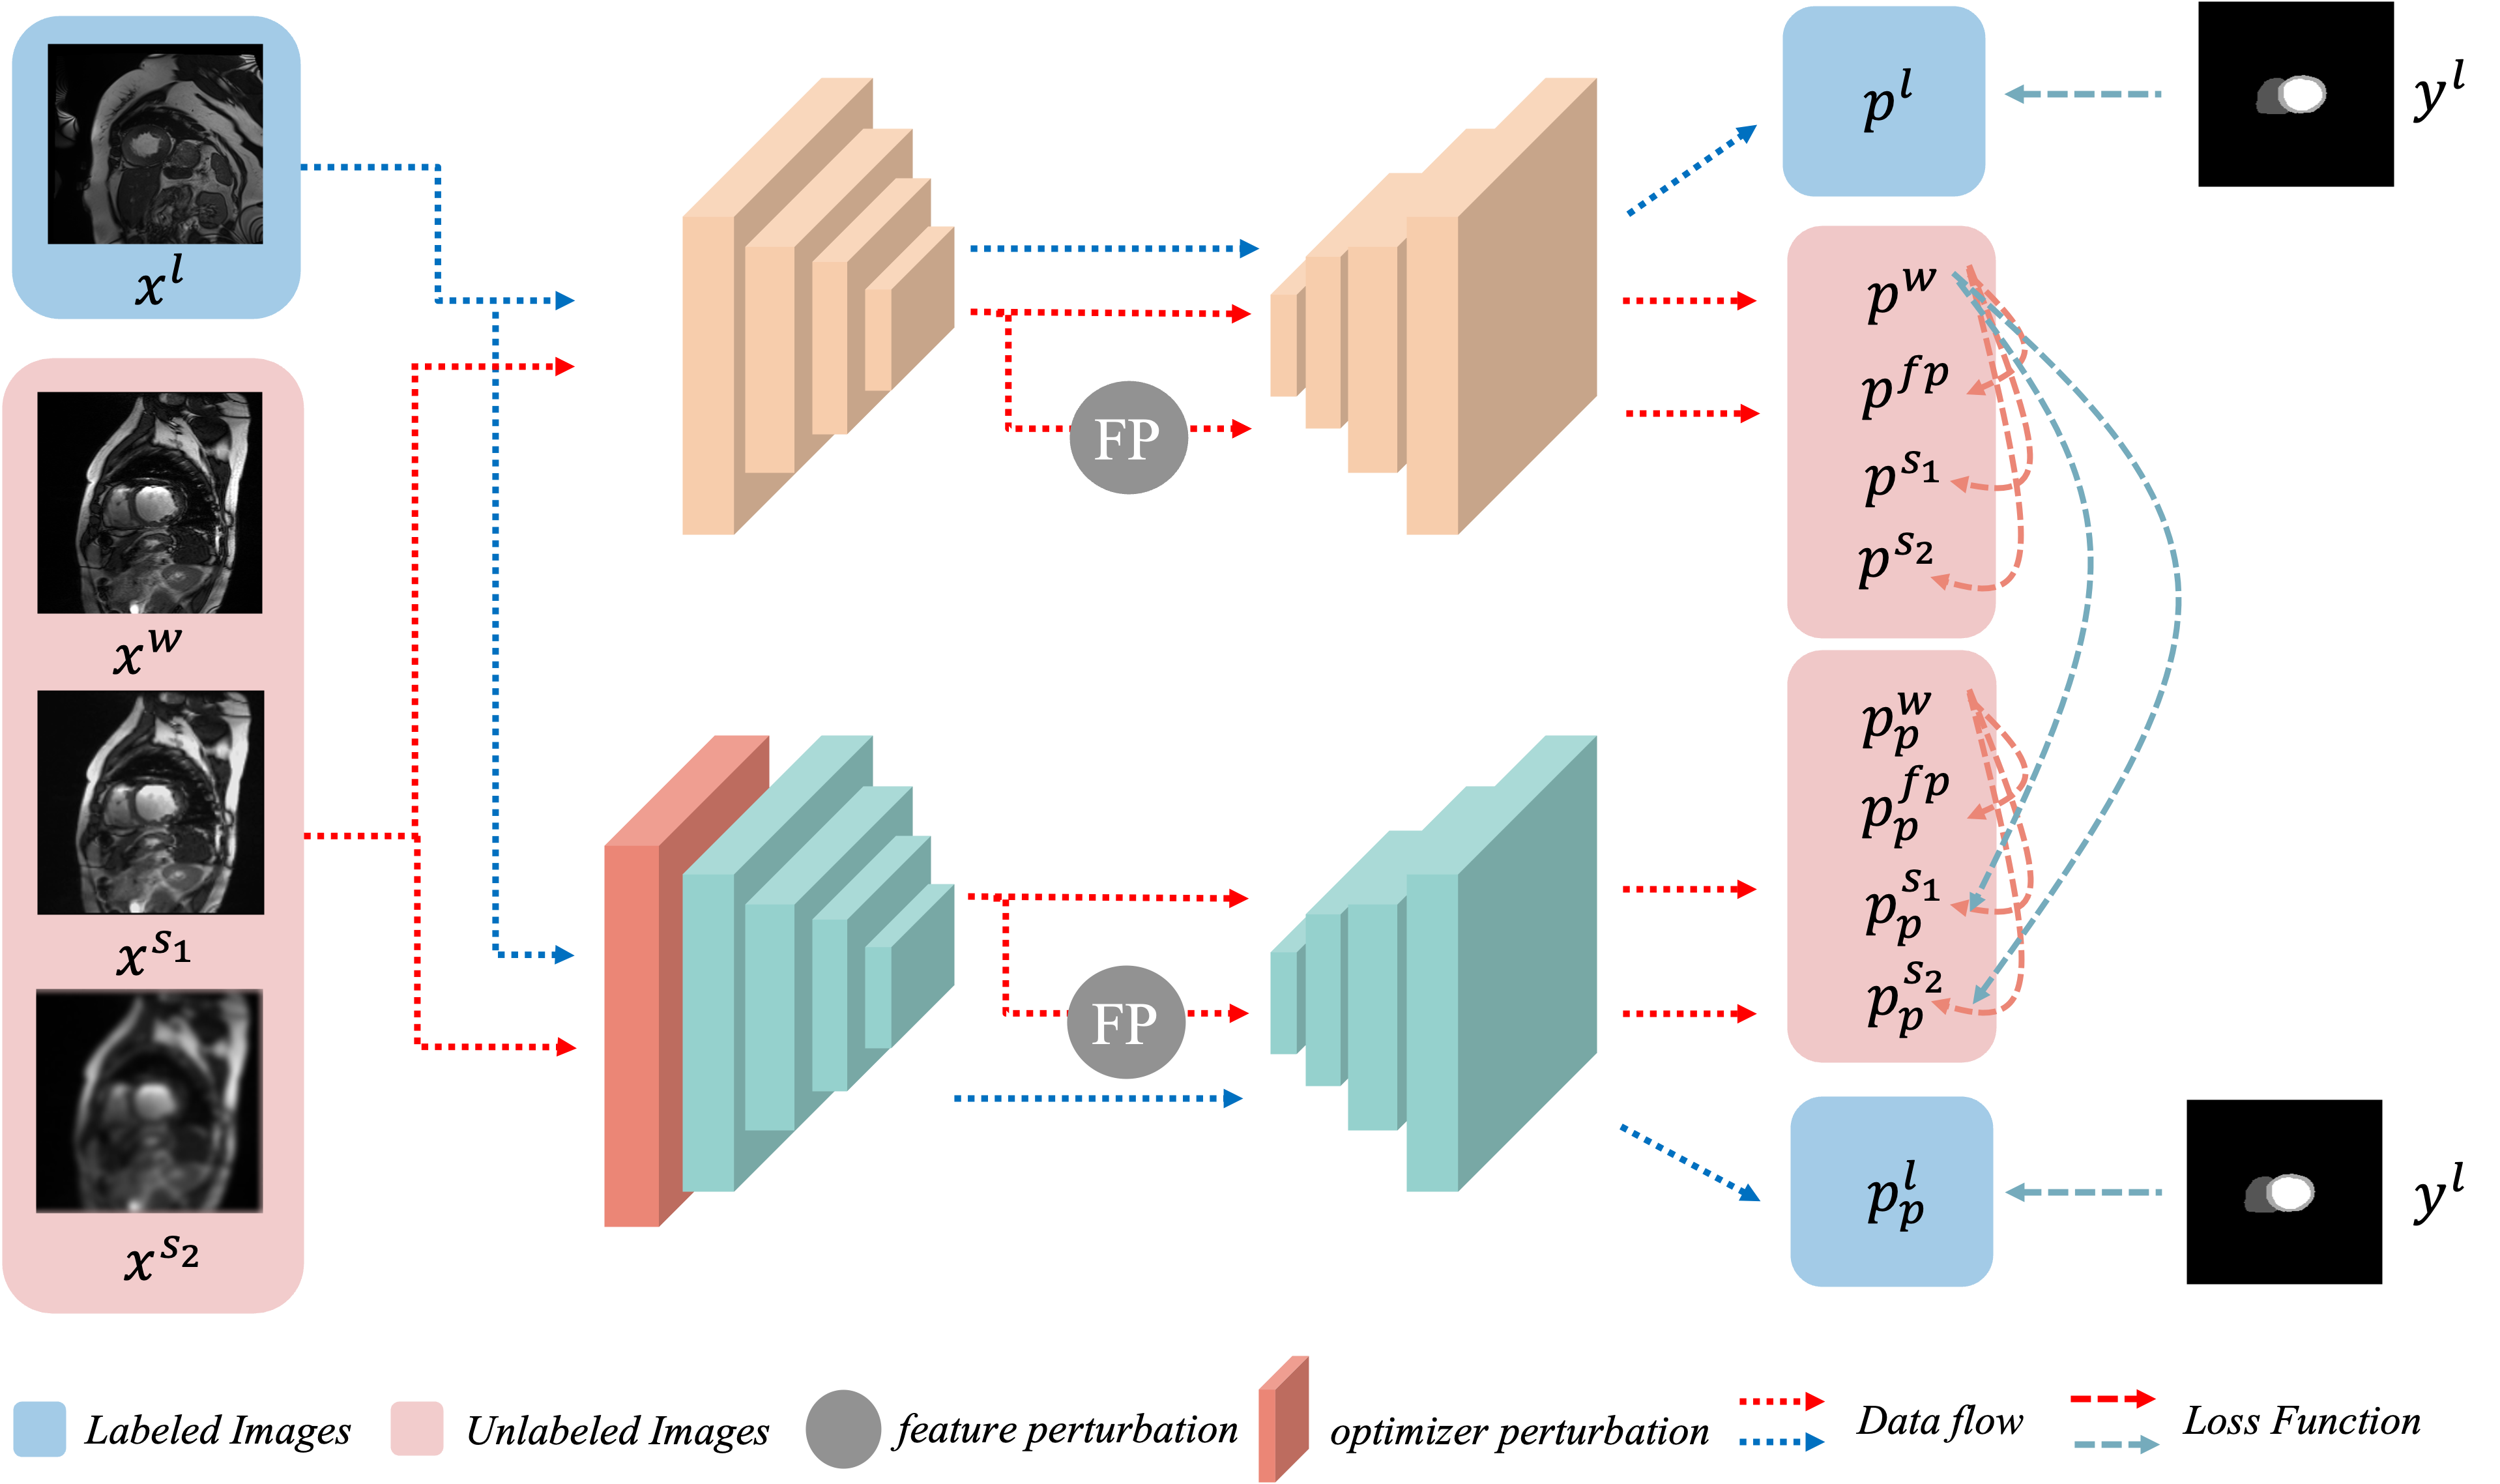 x^l
x^w
x^{s_1}
x^{s_2}
FP
FP
p^l
y^l
p^w
p^{fp}
p^{s_1}
p^{s_2}
p_p^w
p_p^{fp}
p_p^{s_1}
p_p^{s_2}
p_p^l
y^l
Labeled Images
Unlabeled Images
feature perturbation
optimizer perturbation
Data flow
Loss Function